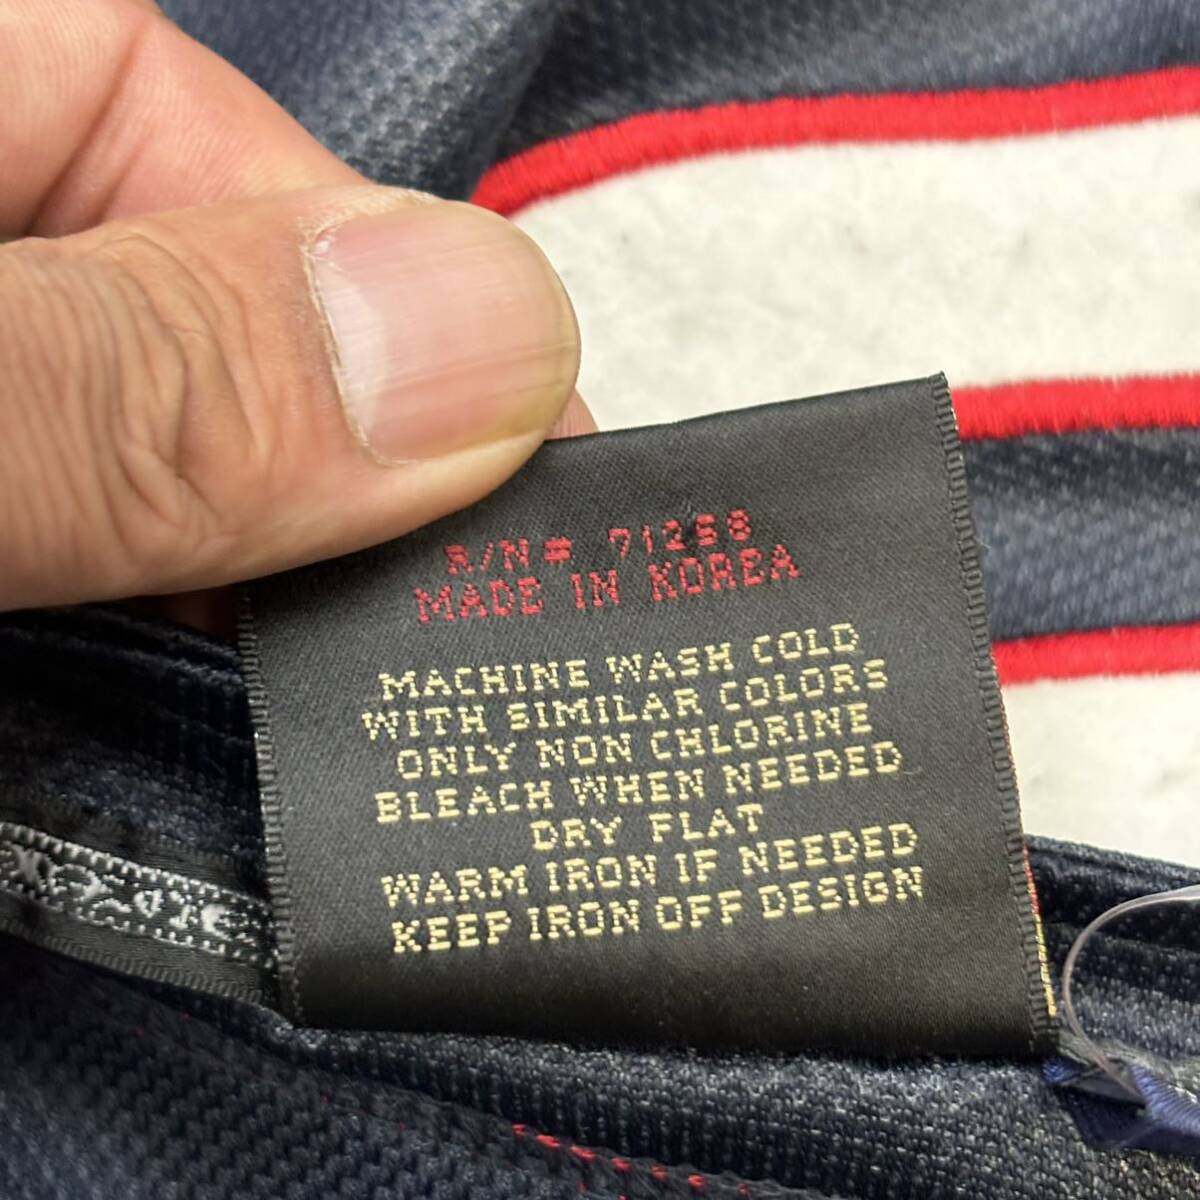 R/N# 71268
MADE IN KOREA
MACHINE WASH COLD
WITH SIMILAR COLORS
ONLY NON CHLORINE
BLEACH WHEN NEEDED
DRY FLAT
WARM IRON IF NEEDED
KEEP IRON OFF DESIGN